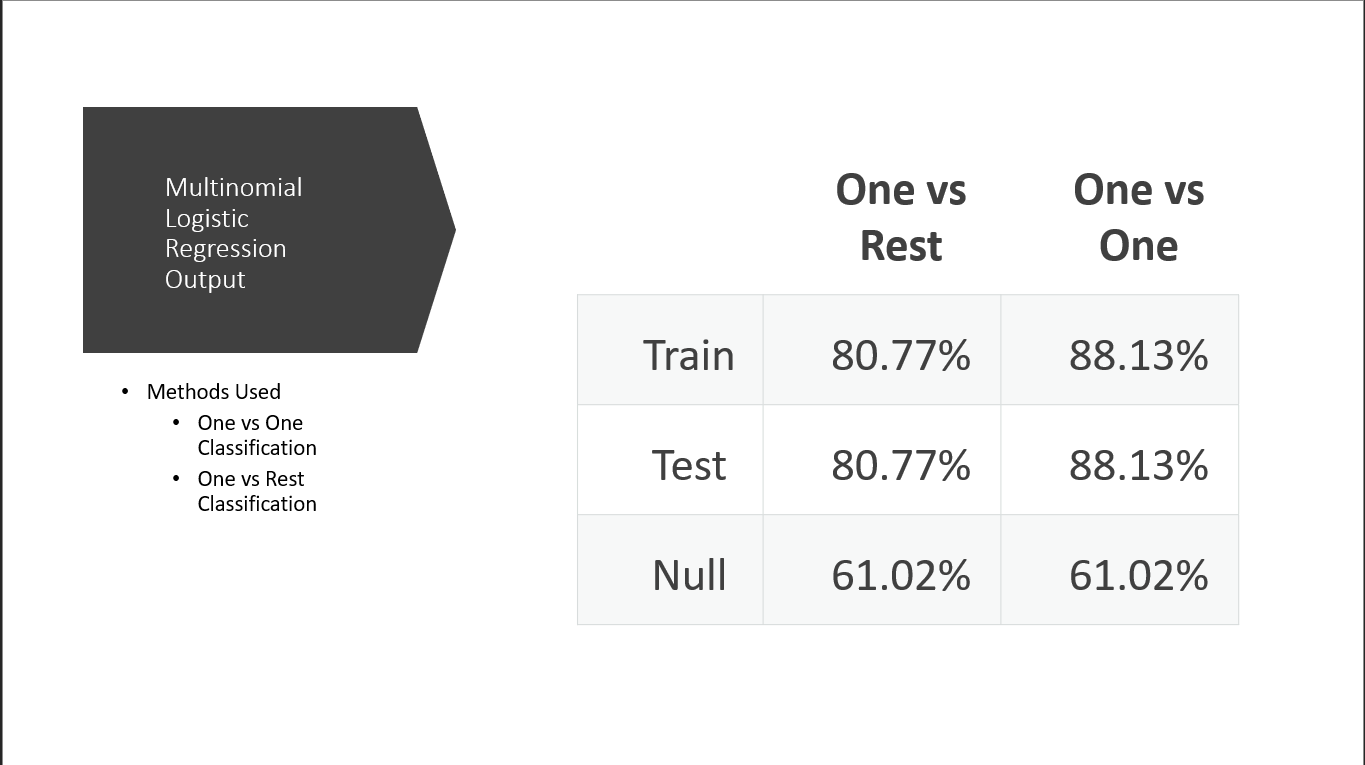 Multinomial
Logistic
Regression
Output
• Methods Used
• One vs One
Classification
• One vs Rest
Classification
One vs Rest
One vs One
Train 80.77% 88.13%
Test 80.77% 88.13%
Null 61.02% 61.02%